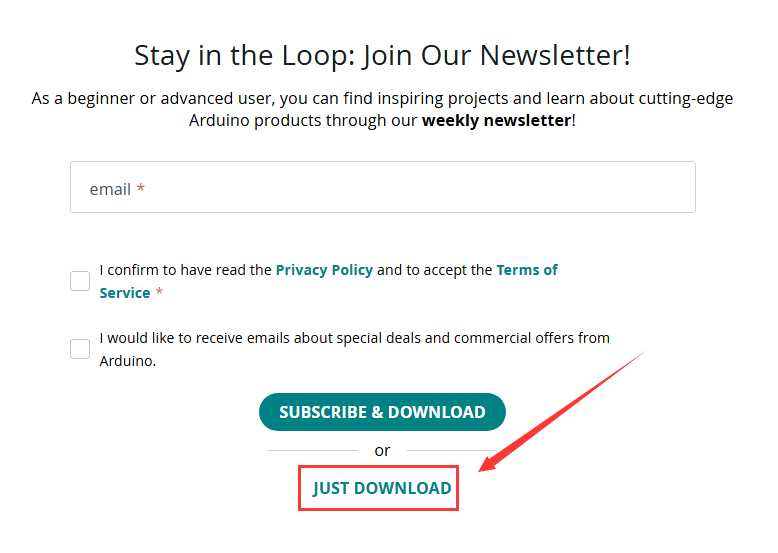 Stay in the Loop: Join Our Newsletter!
As a beginner or advanced user, you can find inspiring projects and learn about cutting-edge
Arduino products through our weekly newsletter!
email *
I confirm to have read the Privacy Policy and to accept the Terms of
Service *
I would like to receive emails about special deals and commercial offers from
Arduino.
SUBSCRIBE & DOWNLOAD
or
JUST DOWNLOAD